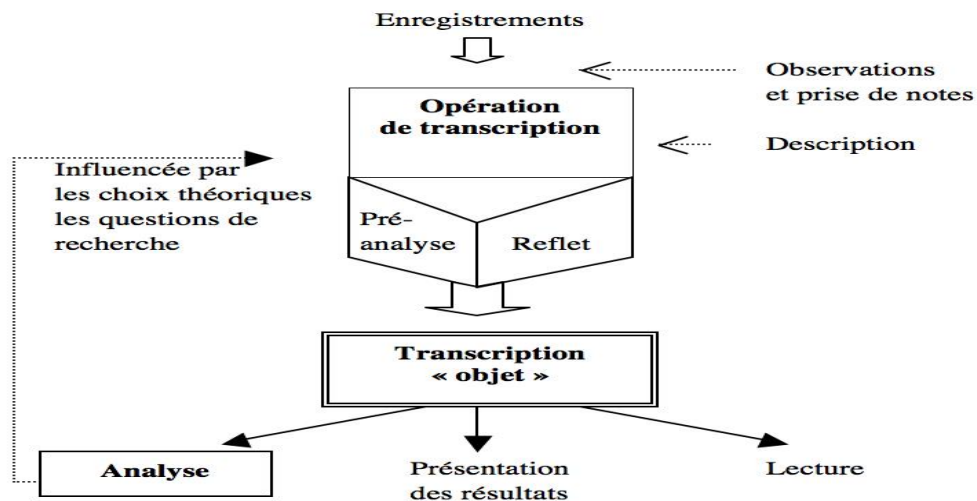 Enregistrements
Observations
et prise de notes
Opération
de transcription
Description
Influencée par
les choix théoriques
les questions de
recherche
Pré-
analyse
Reflet
Transcription
« objet »
Analyse
Présentation
des résultats
Lecture